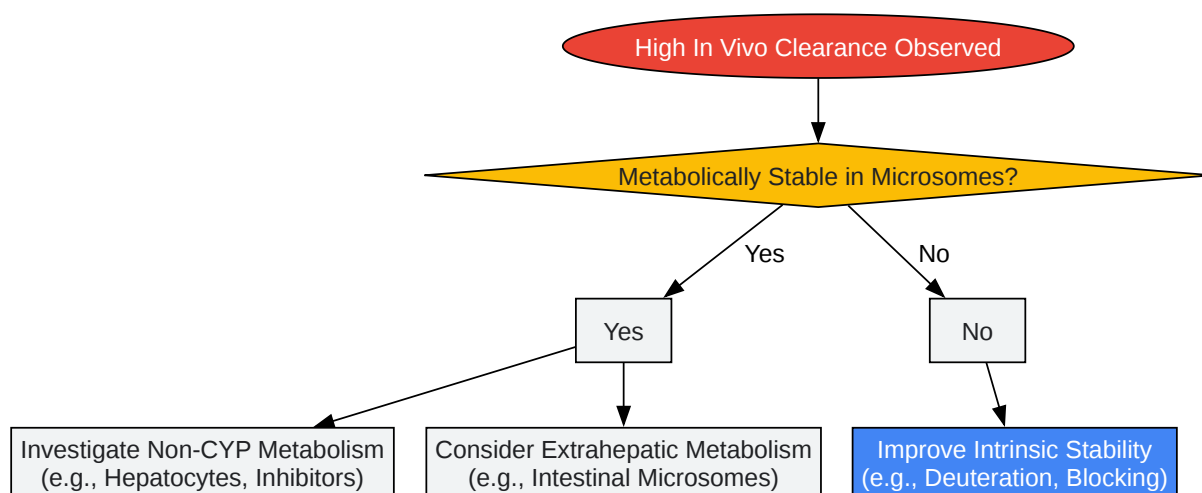 High In Vivo Clearance Observed
Metabolically Stable in Microsomes?
Yes
No
Yes
No
Investigate Non-CYP Metabolism
(e.g., Hepatocytes, Inhibitors)
Consider Extrahepatic Metabolism
(e.g., Intestinal Microsomes)
Improve Intrinsic Stability
(e.g., Deuteration, Blocking)